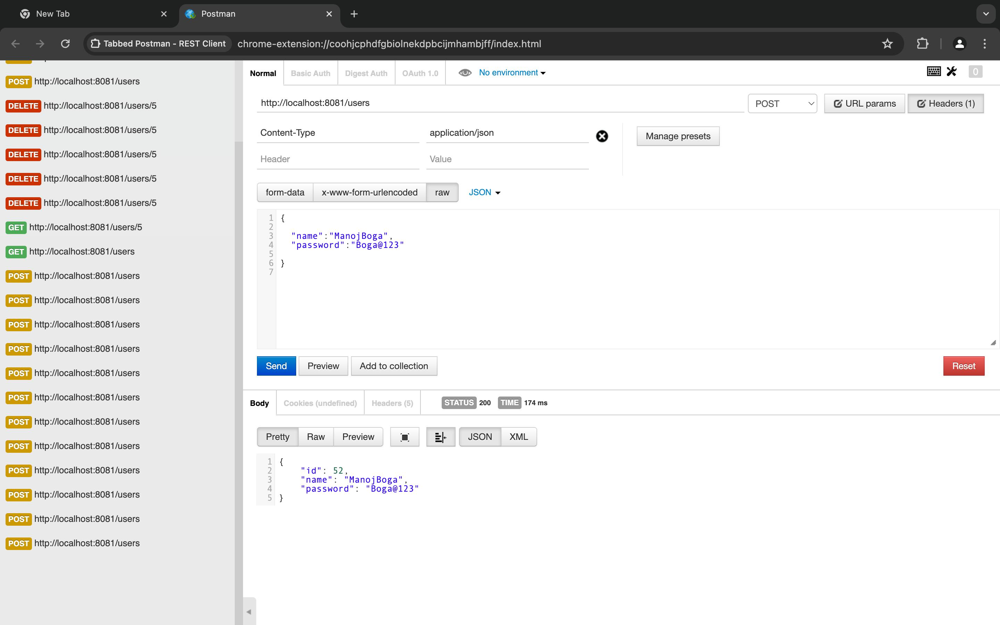 New Tab
Postman
Tabbed Postman - REST Client chrome-extension://coohjcphdfgbiolnekdpbcijmhambjff/index.html
POST http://localhost:8081/users
DELETE http://localhost:8081/users/5
DELETE http://localhost:8081/users/5
DELETE http://localhost:8081/users/5
DELETE http://localhost:8081/users/5
DELETE http://localhost:8081/users/5
GET http://localhost:8081/users/5
GET http://localhost:8081/users
POST http://localhost:8081/users
POST http://localhost:8081/users
POST http://localhost:8081/users
POST http://localhost:8081/users
POST http://localhost:8081/users
POST http://localhost:8081/users
POST http://localhost:8081/users
POST http://localhost:8081/users
POST http://localhost:8081/users
POST http://localhost:8081/users
POST http://localhost:8081/users
POST http://localhost:8081/users
Normal Basic Auth Digest Auth OAuth 1.0 No environment 0
http://localhost:8081/users POST URL params Headers (1)
Content-Type application/json Manage presets
Header Value
form-data x-www-form-urlencoded raw JSON
1 {
2
3 "name":"ManojBoga",
4 "password":"Boga@123"
5
6 }
7
Send Preview Add to collection Reset
Body Cookies (undefined) Headers (5) STATUS 200 TIME 174 ms
Pretty Raw Preview JSON XML
1 {
2 "id": 52,
3 "name": "ManojBoga",
4 "password": "Boga@123"
5 }